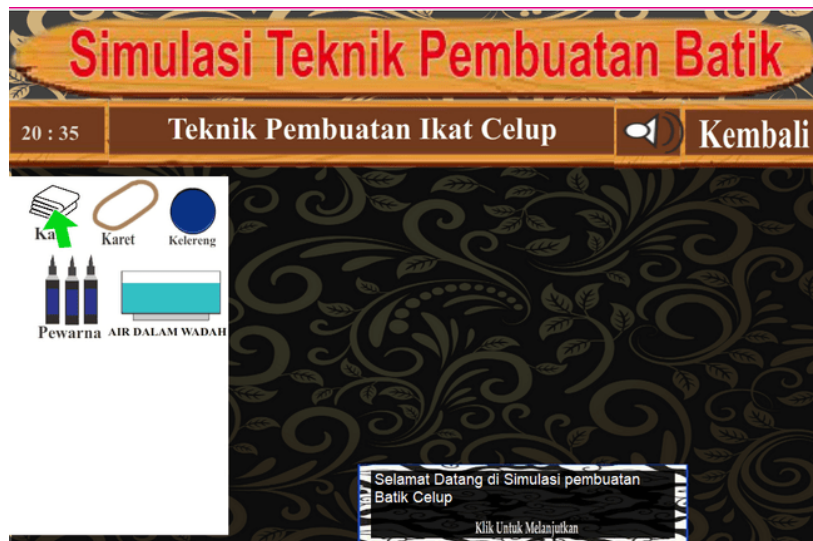 Simulasi Teknik Pembuatan Batik
20 : 35
Teknik Pembuatan Ikat Celup
Kembali
Karet
Kelereng
Pewarna
AIR DALAM WADAH
Selamat Datang di Simulasi pembuatan
Batik Celup
Klik Untuk Melanjutkan